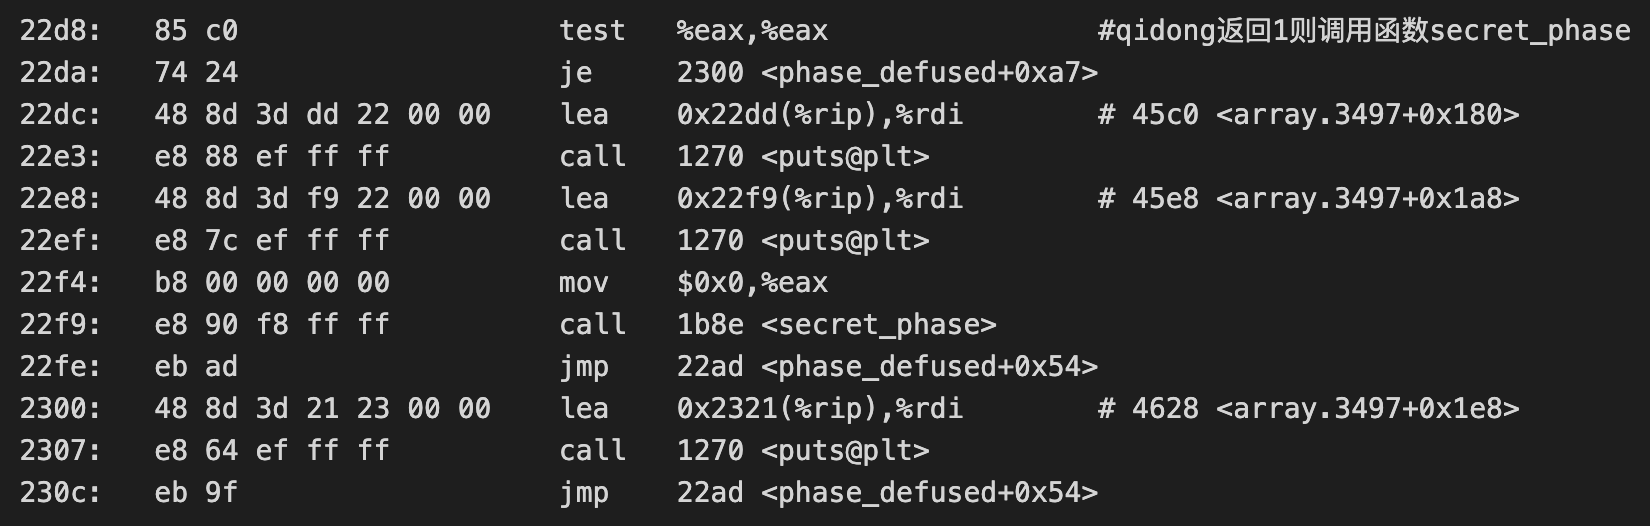 22d8: 85 c0 test %eax,%eax #qidong返回1则调用函数secret_phase
22da: 74 24 je 2300 <phase_defused+0xa7>
22dc: 48 8d 3d dd 22 00 00 lea 0x22dd(%rip),%rdi # 45c0 <array.3497+0x180>
22e3: e8 88 ef ff ff call 1270 <puts@plt>
22e8: 48 8d 3d f9 22 00 00 lea 0x22f9(%rip),%rdi # 45e8 <array.3497+0x1a8>
22ef: e8 7c ef ff ff call 1270 <puts@plt>
22f4: b8 00 00 00 00 mov $0x0,%eax
22f9: e8 90 f8 ff ff call 1b8e <secret_phase>
22fe: eb ad jmp 22ad <phase_defused+0x54>
2300: 48 8d 3d 21 23 00 00 lea 0x2321(%rip),%rdi # 4628 <array.3497+0x1e8>
2307: e8 64 ef ff ff call 1270 <puts@plt>
230c: eb 9f jmp 22ad <phase_defused+0x54>